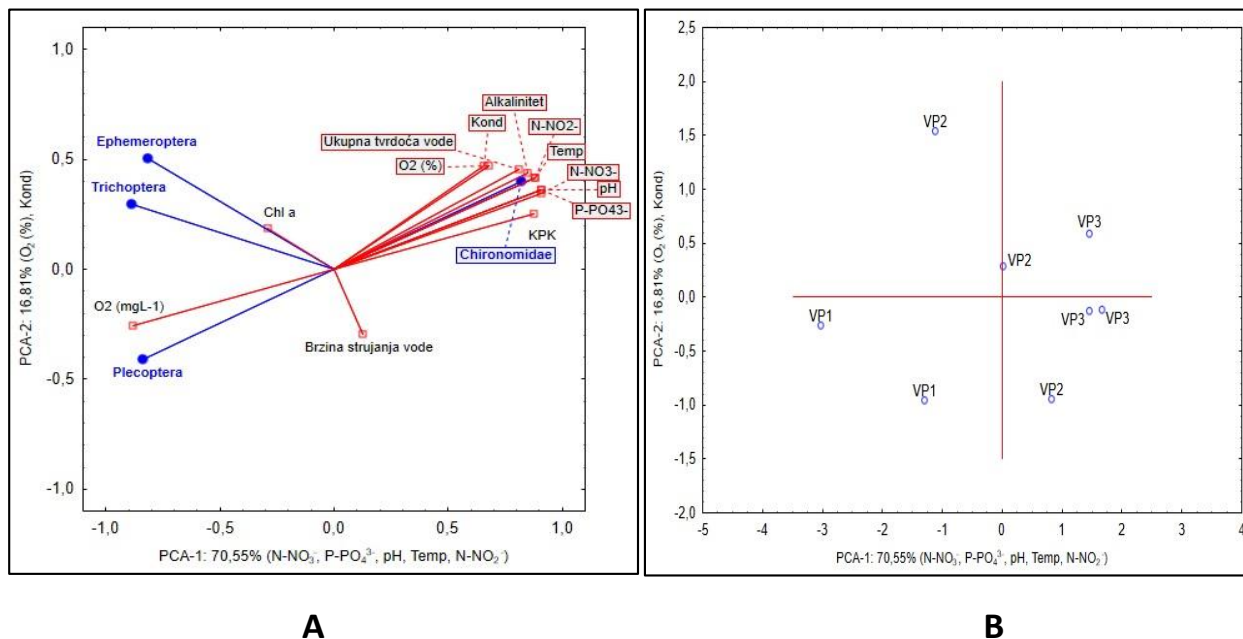 1,0
0,5
0,0
-0,5
-1,0
-1,0
-0,5
0,0
0,5
1,0
PCA-2: 16,81% (O₂ (%), Kond)
PCA-1: 70,55% (N-NO₃⁻, P-PO₄³⁻, pH, Temp, N-NO₂⁻)
Ephemeroptera
Trichoptera
Chl a
O2 (mgL-1)
Plecoptera
Brzina strujanja vode
Alkalinitet
Kond
N-NO2-
Ukupna tvrdoća vode
Temp
O2 (%)
N-NO3-
pH
P-PO43-
KPK
Chironomidae
A
2,5
2,0
1,5
1,0
0,5
0,0
-0,5
-1,0
-1,5
-2,0
-5
-4
-3
-2
-1
0
1
2
3
4
PCA-2: 16,81% (O₂ (%), Kond)
PCA-1: 70,55% (N-NO₃⁻, P-PO₄³⁻, pH, Temp, N-NO₂⁻)
VP2
VP3
VP2
VP1
VP3
VP3
VP1
VP2
B